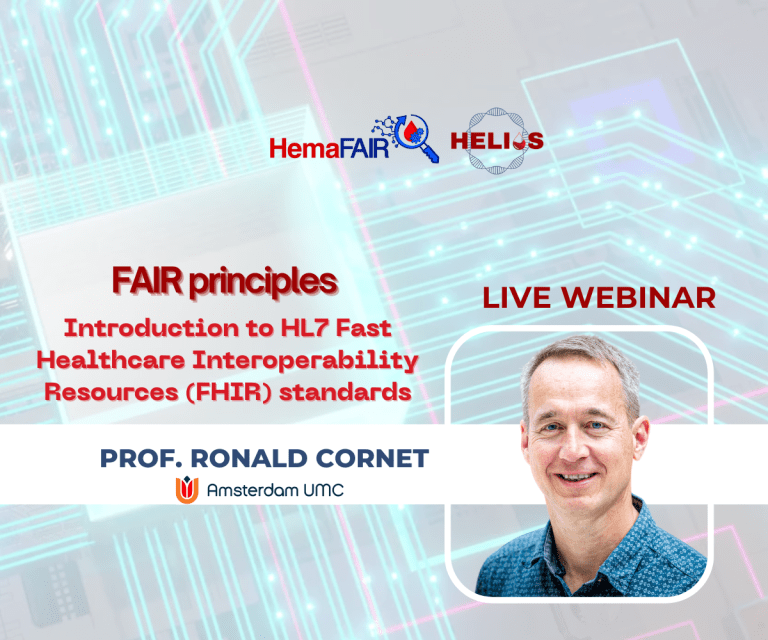 HemaFAIR
HELIOS
FAIR principles
Introduction to HL7 Fast
Healthcare Interoperability
Resources (FHIR) standards
LIVE WEBINAR
PROF. RONALD CORNET
Amsterdam UMC